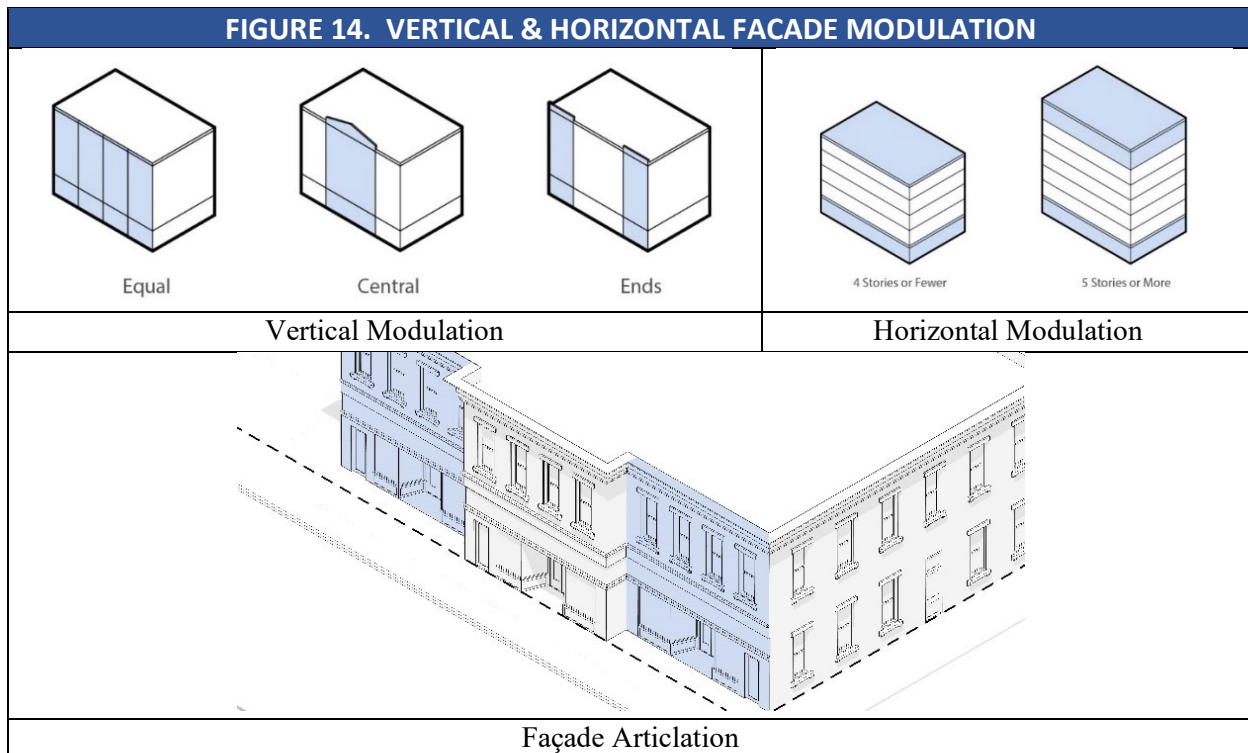 FIGURE 14. VERTICAL & HORIZONTAL FACADE MODULATION
Equal
Central
Ends
4 Stories or Fewer
5 Stories or More
Vertical Modulation
Horizontal Modulation
Façade Articlation